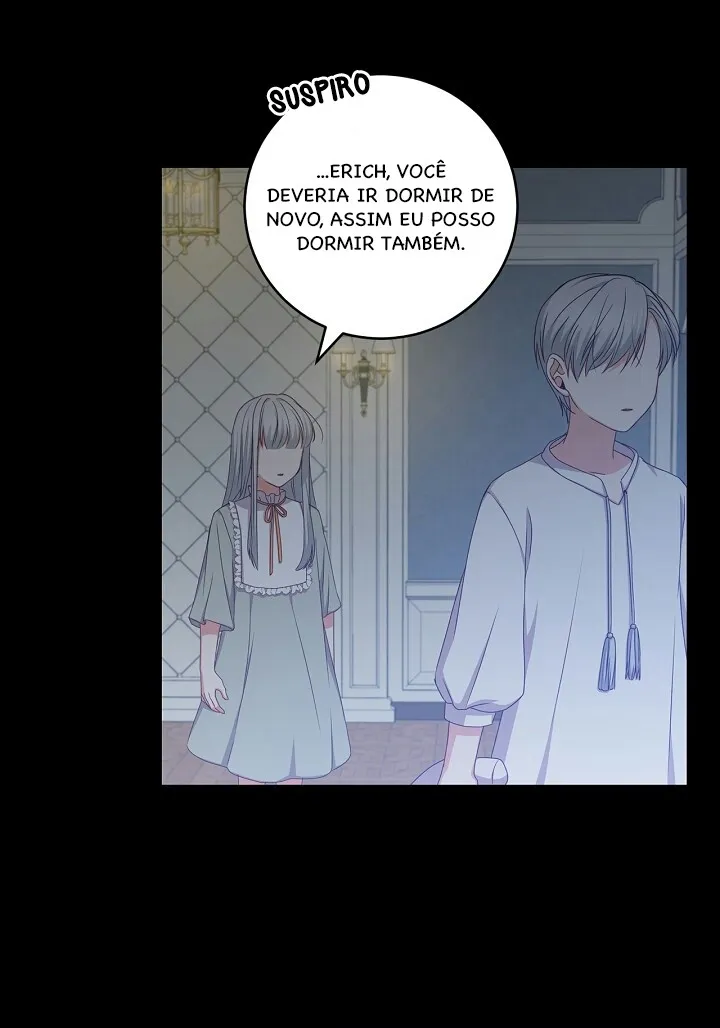 SUSPIRO
...ERICH, VOCÊ
DEVERIA IR DORMIR DE
NOVO, ASSIM EU POSSO
DORMIR TAMBÉM.